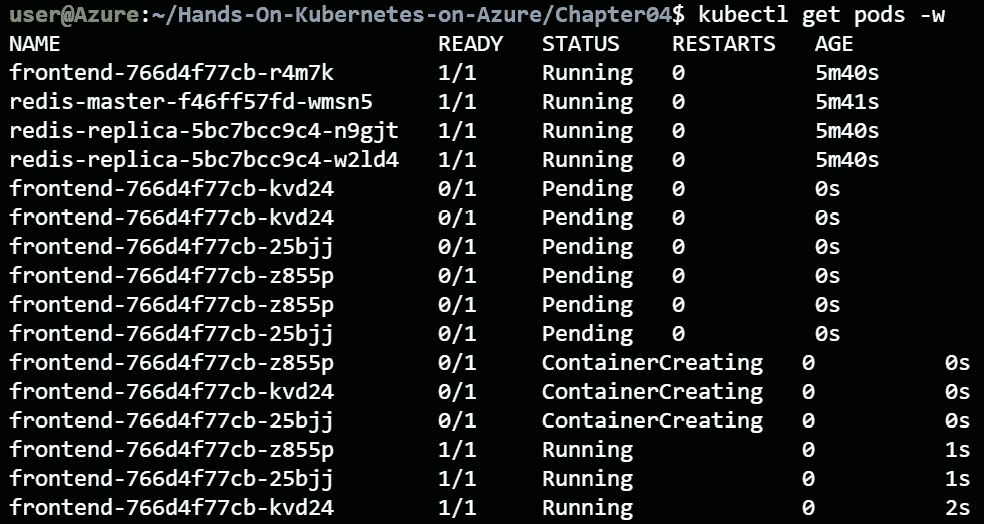 user@Azure:~/Hands-On-Kubernetes-on-Azure/Chapter04$ kubectl get pods -w
NAME READY STATUS RESTARTS AGE
frontend-766d4f77cb-r4m7k 1/1 Running 0 5m40s
redis-master-f46ff57fd-wmsn5 1/1 Running 0 5m41s
redis-replica-5bc7bcc9c4-n9gjt 1/1 Running 0 5m40s
redis-replica-5bc7bcc9c4-w2ld4 1/1 Running 0 5m40s
frontend-766d4f77cb-kvd24 0/1 Pending 0 0s
frontend-766d4f77cb-kvd24 0/1 Pending 0 0s
frontend-766d4f77cb-25bjj 0/1 Pending 0 0s
frontend-766d4f77cb-z855p 0/1 Pending 0 0s
frontend-766d4f77cb-z855p 0/1 Pending 0 0s
frontend-766d4f77cb-25bjj 0/1 Pending 0 0s
frontend-766d4f77cb-z855p 0/1 ContainerCreating 0 0s
frontend-766d4f77cb-kvd24 0/1 ContainerCreating 0 0s
frontend-766d4f77cb-25bjj 0/1 ContainerCreating 0 0s
frontend-766d4f77cb-z855p 1/1 Running 0 1s
frontend-766d4f77cb-25bjj 1/1 Running 0 1s
frontend-766d4f77cb-kvd24 1/1 Running 0 2s